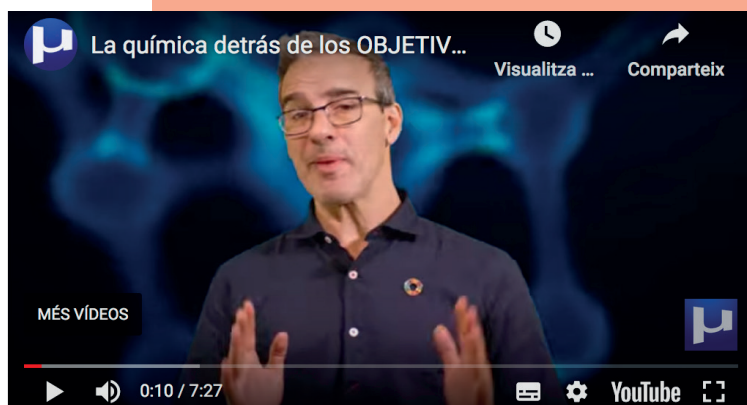 La química detrás de los OBJETIV...
Visualitza ...
Comparteix
MÉS VÍDEOS
0:10 / 7:27
YouTube